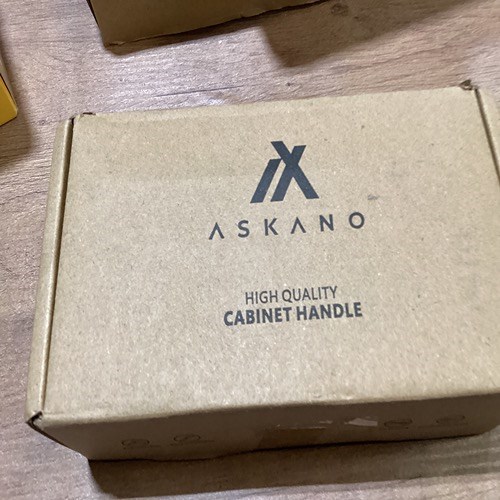 ASKANO
HIGH QUALITY
CABINET HANDLE